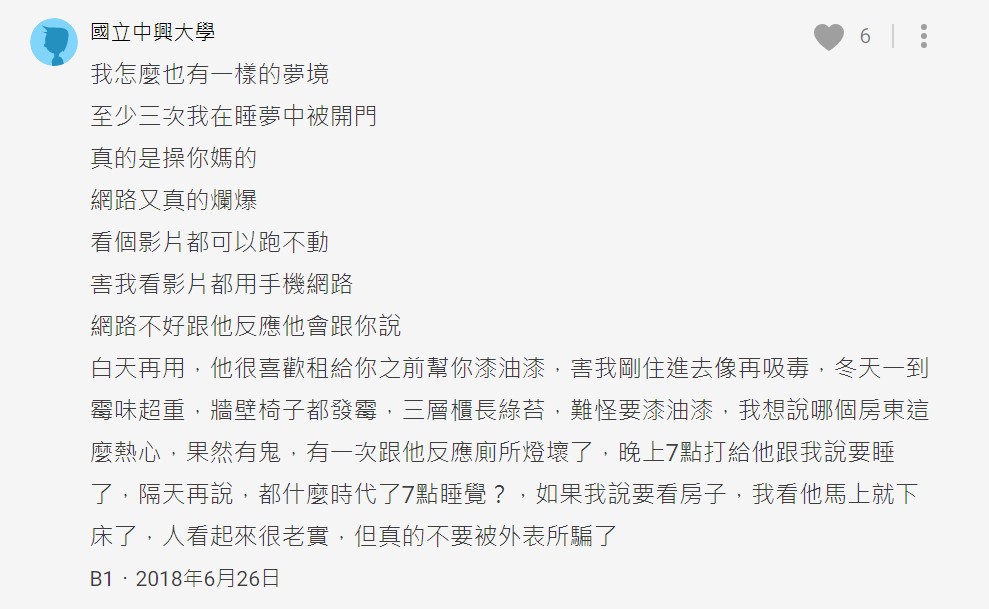 國立中興大學
6
我怎麼也有一樣的夢境
至少三次我在睡夢中被開門
真的是操你媽的
網路又真的爛爆
看個影片都可以跑不動
害我看影片都用手機網路
網路不好跟他反應他會跟你說
白天再用，他很喜歡租給你之前幫你漆油漆，害我剛住進去像再吸毒，冬天一到
霉味超重，牆壁椅子都發霉，三層櫃長綠苔，難怪要漆油漆，我想說哪個房東這
麼熱心，果然有鬼，有一次跟他反應廁所燈壞了，晚上7點打給他跟我說要睡
了，隔天再說，都什麼時代了7點睡覺？，如果我說要看房子，我看他馬上就下
床了，人看起來很老實，但真的不要被外表所騙了
B1．2018年6月26日